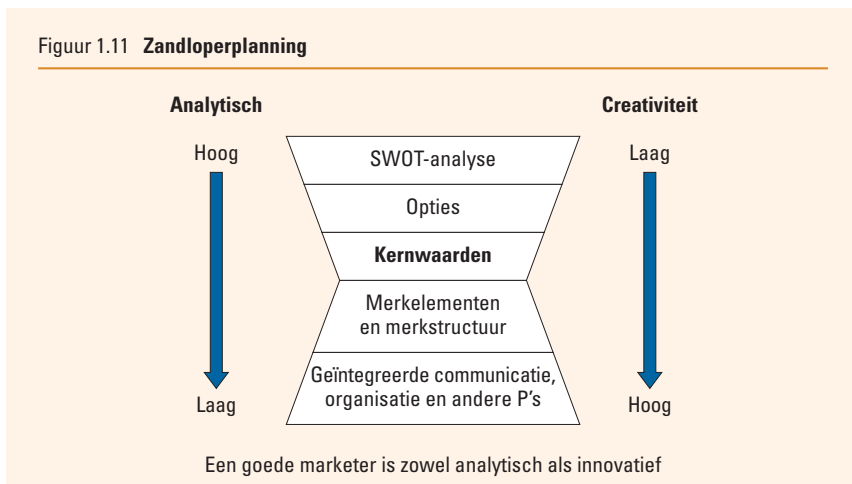 Figuur 1.11 Zandloperplanning
Analytisch
Creativiteit
Hoog
SWOT-analyse
Laag
Opties
Kernwaarden
Merkelementen
en merkstructuur
Geïntegreerde communicatie,
organisatie en andere P's
Laag
Hoog
Een goede marketer is zowel analytisch als innovatief